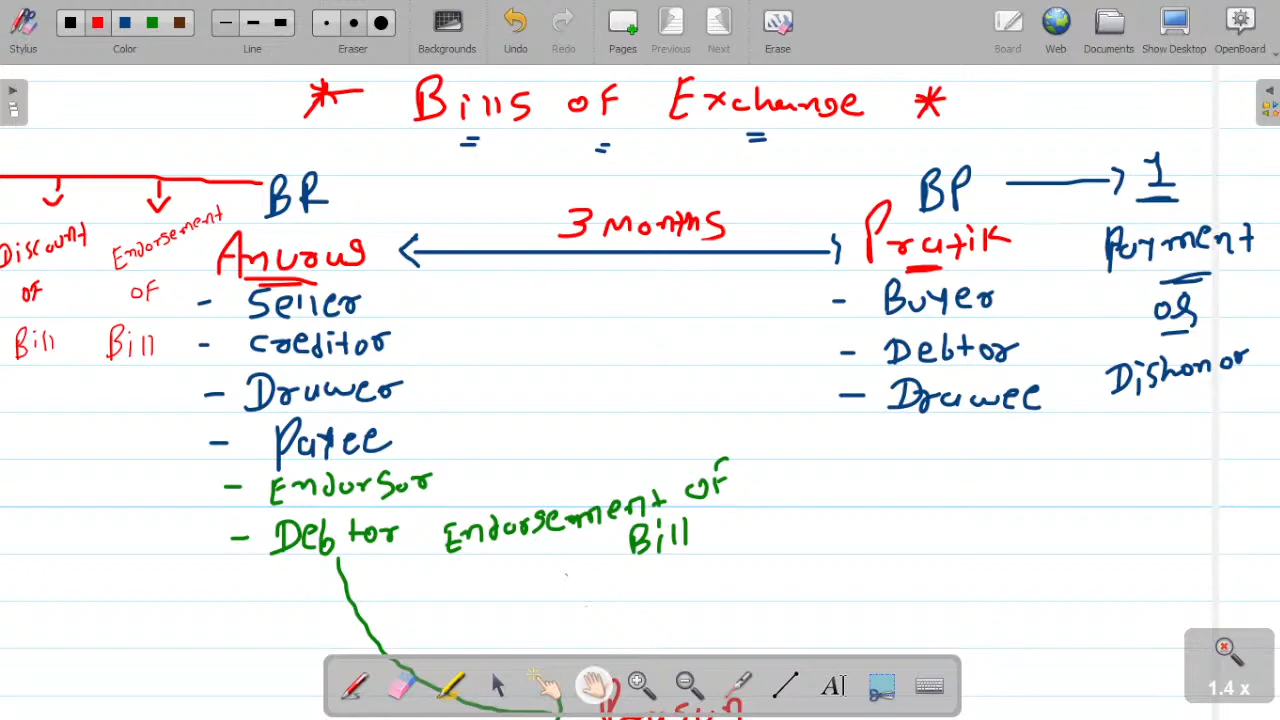 Stylus
Color
Line
Eraser
Backgrounds
Undo
Redo
Pages
Previous
Next
Erase
Board
Web
Documents
Show Desktop
OpenBoard
* Bills of Exchange *
BR
BP → 1
3 Months
Discount
of
Bill
Endorsement
of
Bill
Anurag
- Seller
- Creditor
- Drawer
- Payee
- Endorsor
- Debtor
Endorsement of
Bill
Pratik
- Buyer
- Debtor
- Drawee
Payment
or
Dishonor
1.4 x